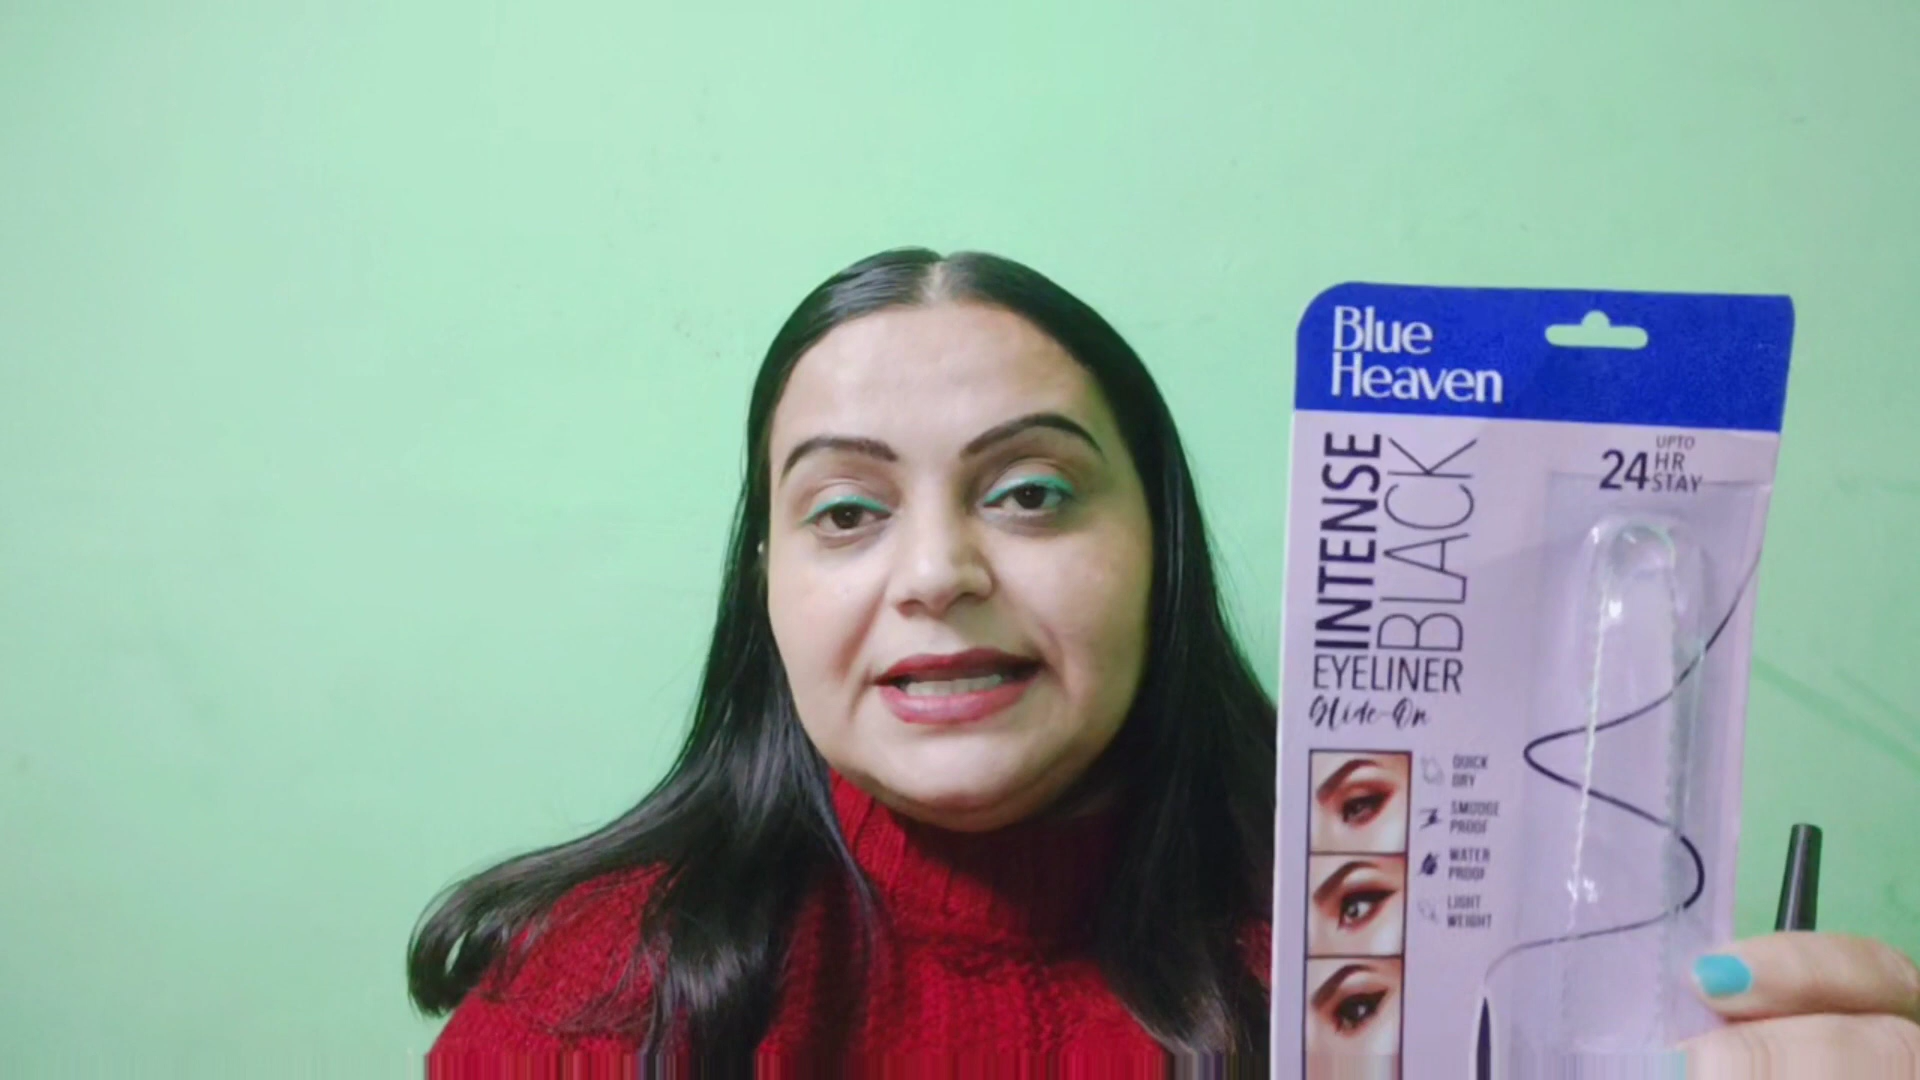 Blue
Heaven
INTENSE
BLACK
EYELINER
Glide-On
UPTO
24 HR
STAY
QUICK
DRY
SMUDGE
PROOF
WATER
PROOF
LIGHT
WEIGHT